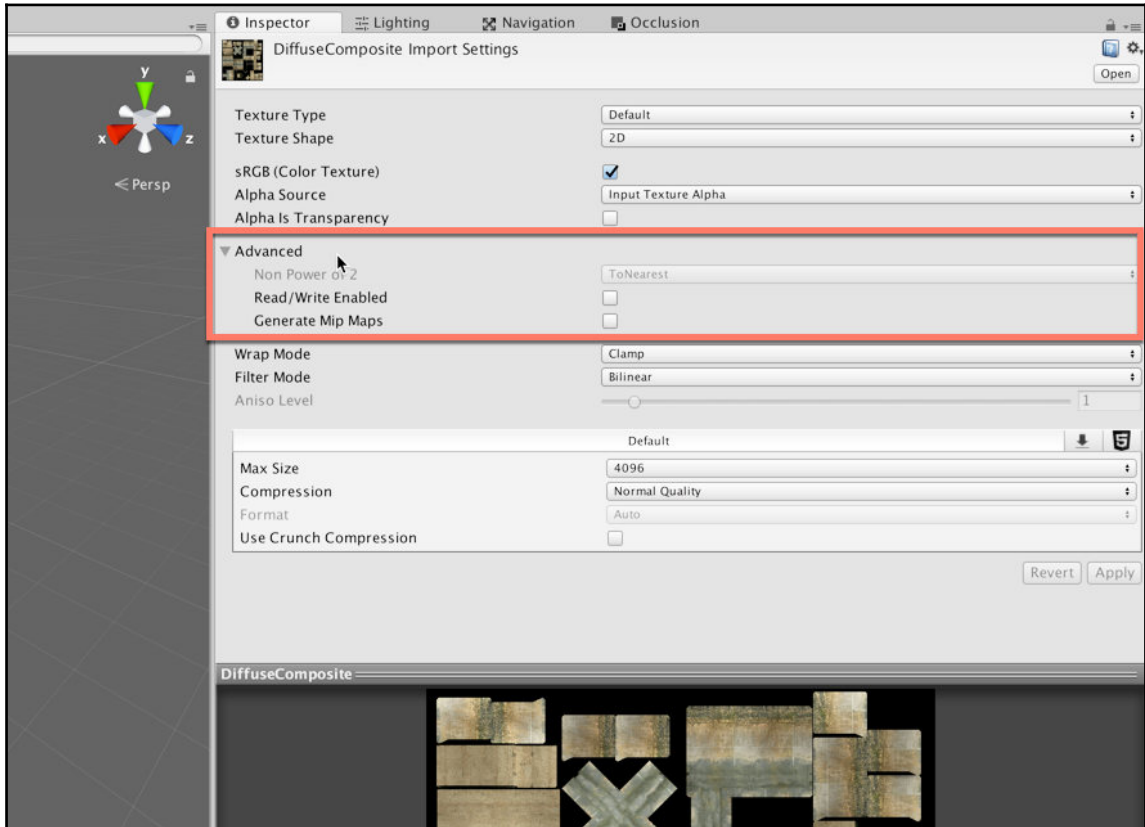 Inspector Lighting Navigation Occlusion
DiffuseComposite Import Settings
Open
y
x z
Persp
Texture Type Default
Texture Shape 2D
sRGB (Color Texture)
Alpha Source Input Texture Alpha
Alpha Is Transparency
Advanced
Non Power of 2 ToNearest
Read/Write Enabled
Generate Mip Maps
Wrap Mode Clamp
Filter Mode Bilinear
Aniso Level 1
Default
Max Size 4096
Compression Normal Quality
Format Auto
Use Crunch Compression
Revert Apply
DiffuseComposite